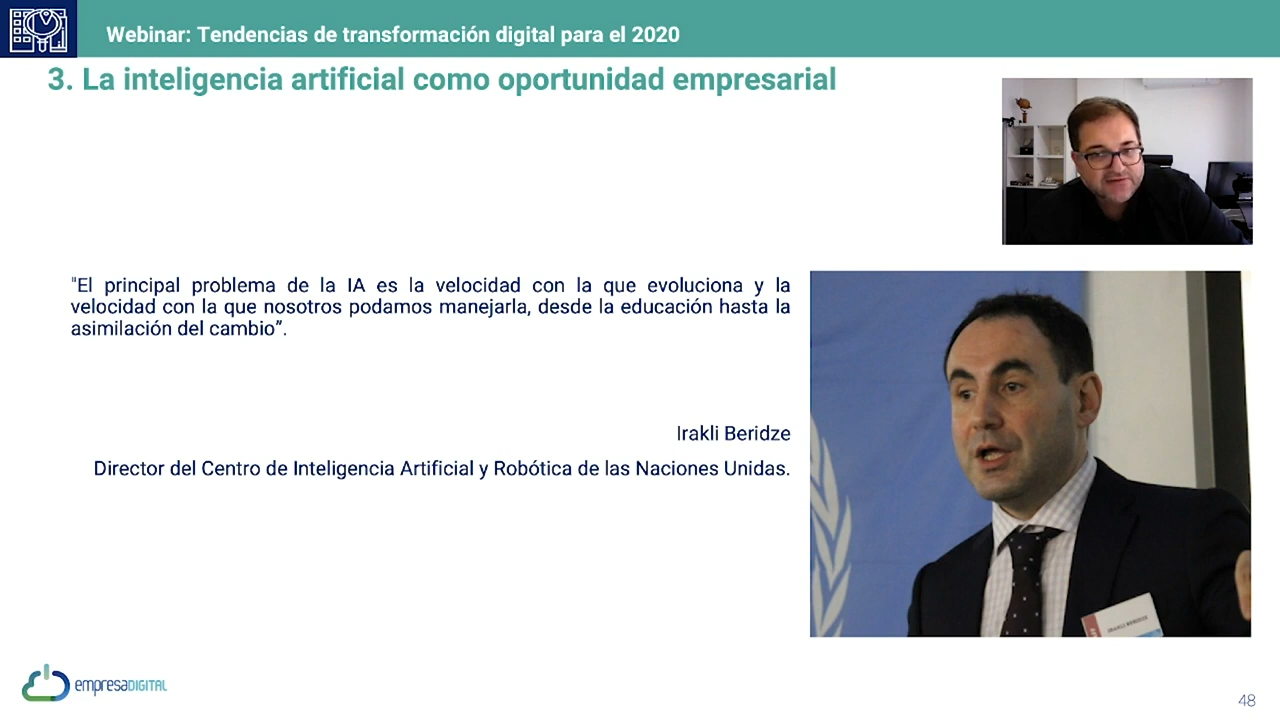 Webinar: Tendencias de transformación digital para el 2020
3. La inteligencia artificial como oportunidad empresarial
"El principal problema de la IA es la velocidad con la que evoluciona y la
velocidad con la que nosotros podamos manejarla, desde la educación hasta la
asimilación del cambio”.
Irakli Beridze
Director del Centro de Inteligencia Artificial y Robótica de las Naciones Unidas.
IRAKLI BERIDZE
empresaDIGITAL
48